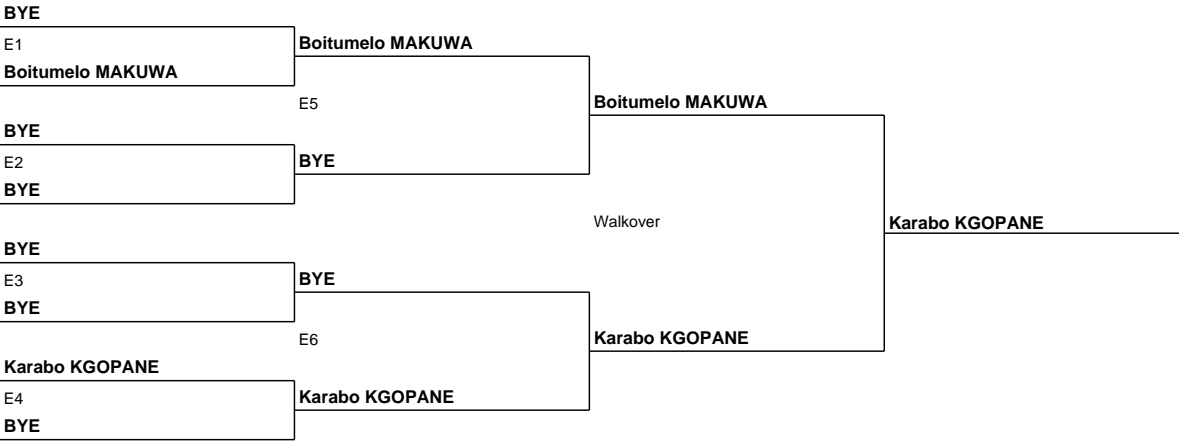 BYE
E1
Boitumelo MAKUWA
Boitumelo MAKUWA
E5
Boitumelo MAKUWA
BYE
E2
BYE
BYE
Walkover
Karabo KGOPANE
BYE
E3
BYE
BYE
E6
Karabo KGOPANE
Karabo KGOPANE
E4
Karabo KGOPANE
BYE